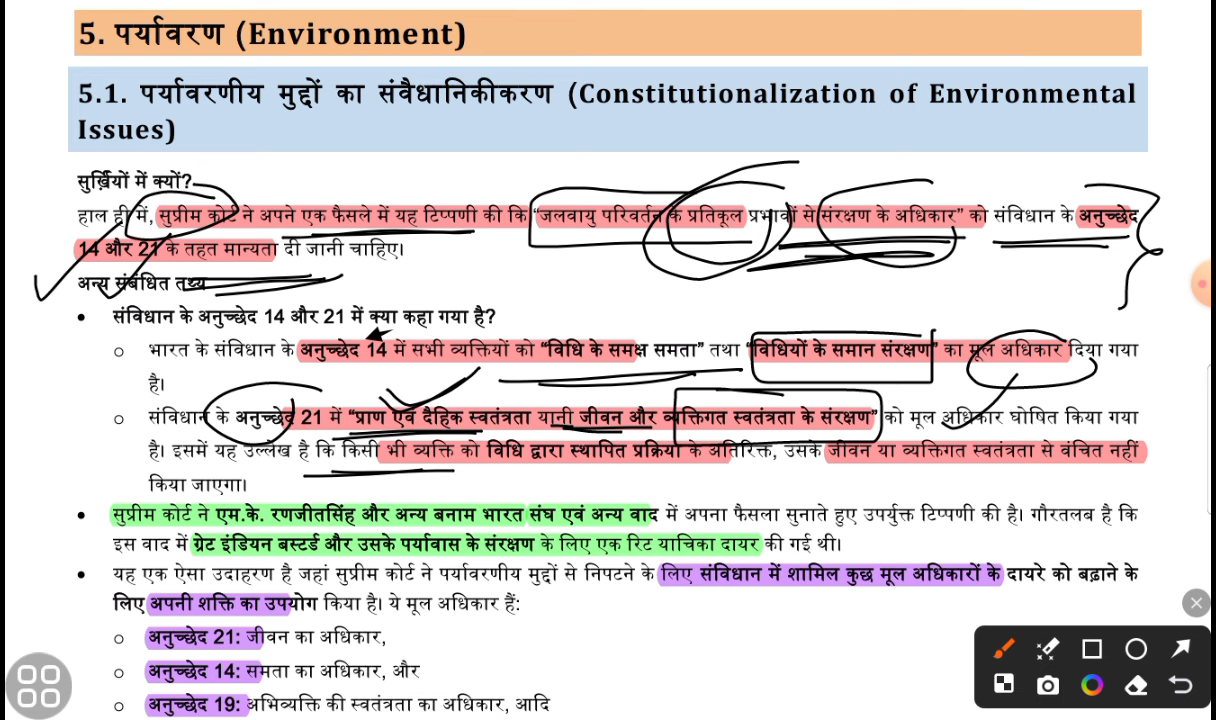 5. पर्यावरण (Environment)
5.1. पर्यावरणीय मुद्दों का संवैधानिकीकरण (Constitutionalization of Environmental
Issues)
सुर्ख़ियों में क्यों?
हाल ही में, सुप्रीम कोर्ट ने अपने एक फैसले में यह टिप्पणी की कि “जलवायु परिवर्तन के प्रतिकूल प्रभावों से संरक्षण के अधिकार” को संविधान के अनुच्छेद
14 और 21 के तहत मान्यता दी जानी चाहिए।
अन्य संबंधित तथ्य
• संविधान के अनुच्छेद 14 और 21 में क्या कहा गया है?
o भारत के संविधान के अनुच्छेद 14 में सभी व्यक्तियों को “विधि के समक्ष समता” तथा “विधियों के समान संरक्षण” का मूल अधिकार दिया गया
है।
o संविधान के अनुच्छेद 21 में “प्राण एवं दैहिक स्वतंत्रता यानी जीवन और व्यक्तिगत स्वतंत्रता के संरक्षण” को मूल अधिकार घोषित किया गया
है। इसमें यह उल्लेख है कि किसी भी व्यक्ति को विधि द्वारा स्थापित प्रक्रिया के अतिरिक्त, उसके जीवन या व्यक्तिगत स्वतंत्रता से वंचित नहीं
किया जाएगा।
• सुप्रीम कोर्ट ने एम.के. रणजीतसिंह और अन्य बनाम भारत संघ एवं अन्य वाद में अपना फैसला सुनाते हुए उपर्युक्त टिप्पणी की है। गौरतलब है कि
इस वाद में ग्रेट इंडियन बस्टर्ड और उसके पर्यावास के संरक्षण के लिए एक रिट याचिका दायर की गई थी।
• यह एक ऐसा उदाहरण है जहां सुप्रीम कोर्ट ने पर्यावरणीय मुद्दों से निपटने के लिए संविधान में शामिल कुछ मूल अधिकारों के दायरे को बढ़ाने के
लिए अपनी शक्ति का उपयोग किया है। ये मूल अधिकार हैं:
o अनुच्छेद 21: जीवन का अधिकार,
o अनुच्छेद 14: समता का अधिकार, और
o अनुच्छेद 19: अभिव्यक्ति की स्वतंत्रता का अधिकार, आदि